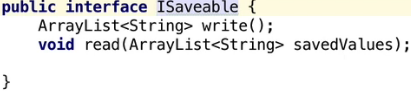 public interface ISaveable {
    ArrayList<String> write();
    void read(ArrayList<String> savedValues);
}